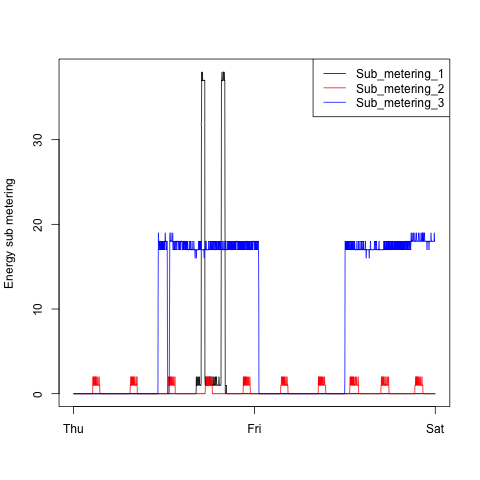 Sub_metering_1
Sub_metering_2
Sub_metering_3
Energy sub metering
30
20
10
0
Thu Fri Sat